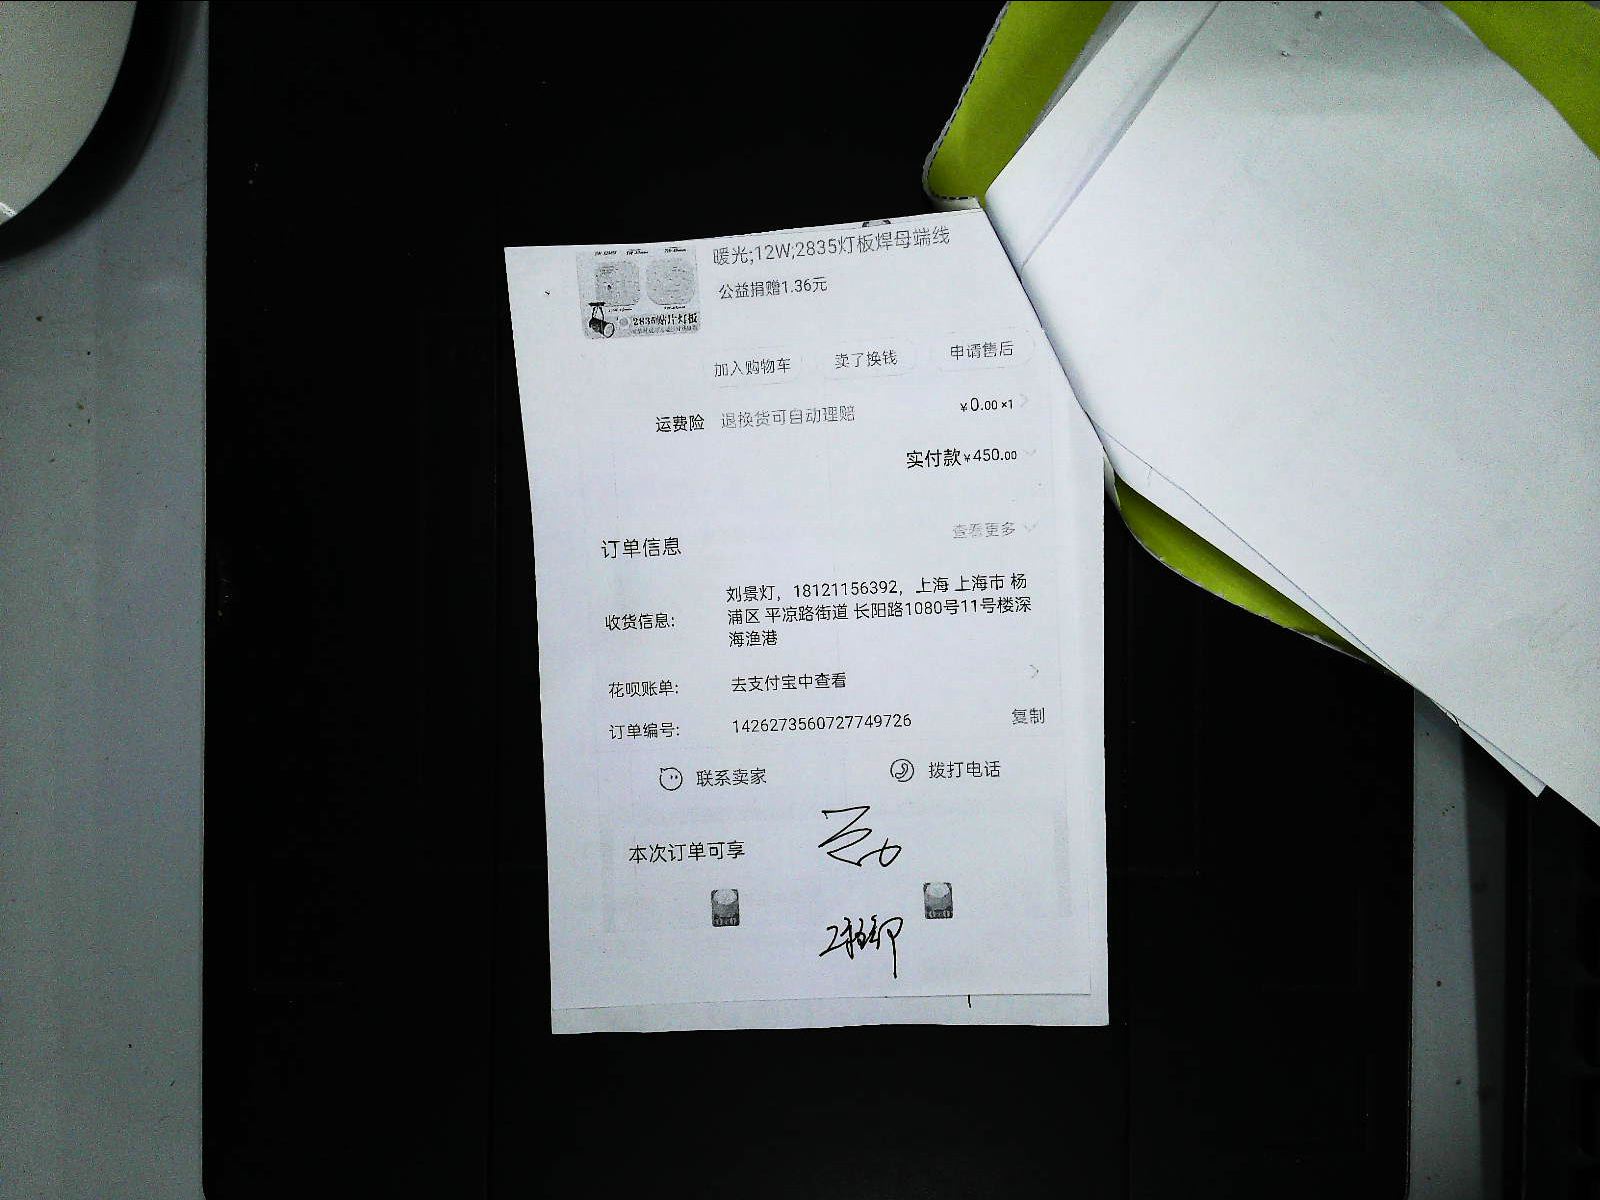 暖光;12W;2835灯板焊母端线
公益捐赠1.36元
2835贴片灯板
加入购物车 卖了换钱 申请售后
运费险 退换货可自动理赔 ¥0.00 ×1
实付款 ¥450.00
订单信息 查看更多
收货信息: 刘景灯，18121156392，上海 上海市 杨
浦区 平凉路街道 长阳路1080号11号楼深
海渔港
花呗账单: 去支付宝中查看
订单编号: 1426273560727749726 复制
联系卖家 拨打电话
本次订单可享